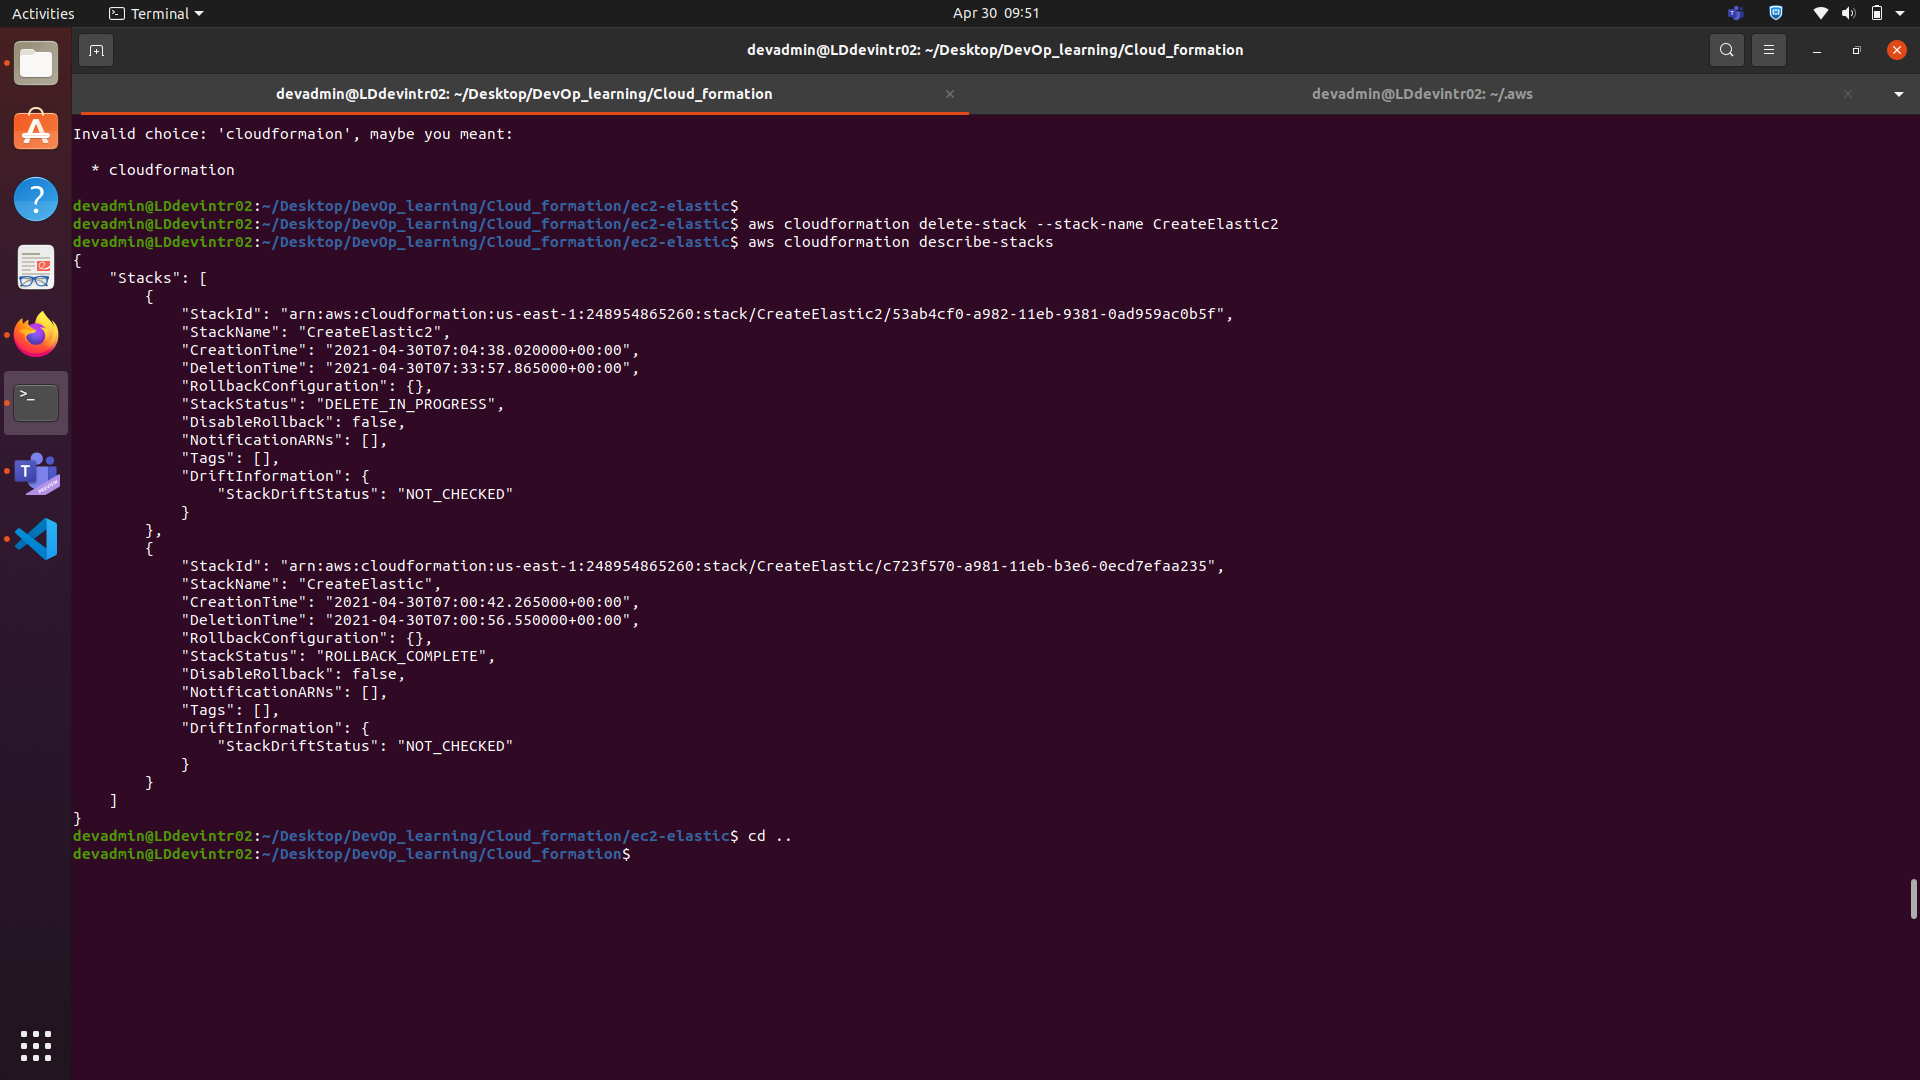 Activities
Terminal
Apr 30 09:51
devadmin@LDdevintr02: ~/Desktop/DevOp_learning/Cloud_formation
devadmin@LDdevintr02: ~/Desktop/DevOp_learning/Cloud_formation
devadmin@LDdevintr02: ~/.aws
Invalid choice: 'cloudformaion', maybe you meant:
* cloudformation
devadmin@LDdevintr02:~/Desktop/DevOp_learning/Cloud_formation/ec2-elastic$
devadmin@LDdevintr02:~/Desktop/DevOp_learning/Cloud_formation/ec2-elastic$ aws cloudformation delete-stack --stack-name CreateElastic2
devadmin@LDdevintr02:~/Desktop/DevOp_learning/Cloud_formation/ec2-elastic$ aws cloudformation describe-stacks
{
    "Stacks": [
        {
            "StackId": "arn:aws:cloudformation:us-east-1:248954865260:stack/CreateElastic2/53ab4cf0-a982-11eb-9381-0ad959ac0b5f",
            "StackName": "CreateElastic2",
            "CreationTime": "2021-04-30T07:04:38.020000+00:00",
            "DeletionTime": "2021-04-30T07:33:57.865000+00:00",
            "RollbackConfiguration": {},
            "StackStatus": "DELETE_IN_PROGRESS",
            "DisableRollback": false,
            "NotificationARNs": [],
            "Tags": [],
            "DriftInformation": {
                "StackDriftStatus": "NOT_CHECKED"
            }
        },
        {
            "StackId": "arn:aws:cloudformation:us-east-1:248954865260:stack/CreateElastic/c723f570-a981-11eb-b3e6-0ecd7efaa235",
            "StackName": "CreateElastic",
            "CreationTime": "2021-04-30T07:00:42.265000+00:00",
            "DeletionTime": "2021-04-30T07:00:56.550000+00:00",
            "RollbackConfiguration": {},
            "StackStatus": "ROLLBACK_COMPLETE",
            "DisableRollback": false,
            "NotificationARNs": [],
            "Tags": [],
            "DriftInformation": {
                "StackDriftStatus": "NOT_CHECKED"
            }
        }
    ]
}
devadmin@LDdevintr02:~/Desktop/DevOp_learning/Cloud_formation/ec2-elastic$ cd ..
devadmin@LDdevintr02:~/Desktop/DevOp_learning/Cloud_formation$